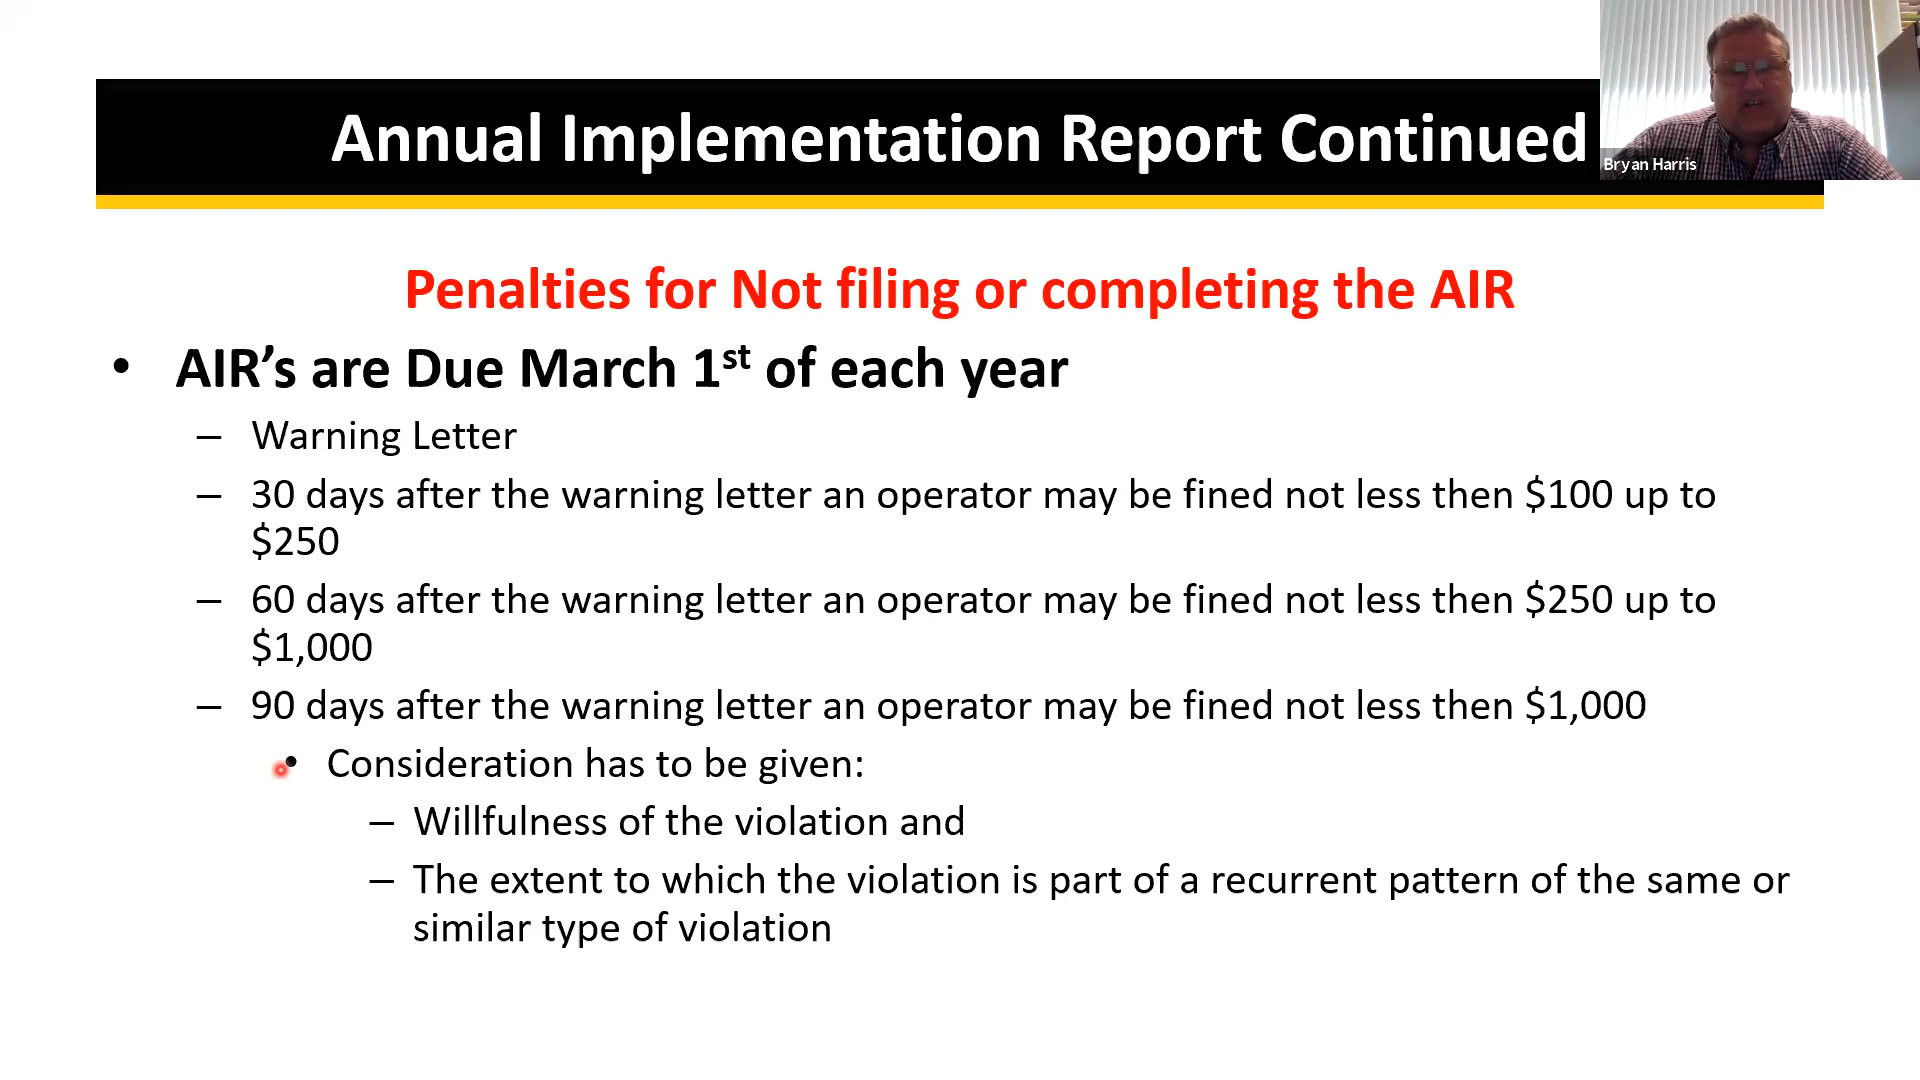 Annual Implementation Report Continued
Bryan Harris
Penalties for Not filing or completing the AIR
• AIR’s are Due March 1st of each year
– Warning Letter
– 30 days after the warning letter an operator may be fined not less then $100 up to
$250
– 60 days after the warning letter an operator may be fined not less then $250 up to
$1,000
– 90 days after the warning letter an operator may be fined not less then $1,000
• Consideration has to be given:
– Willfulness of the violation and
– The extent to which the violation is part of a recurrent pattern of the same or
similar type of violation